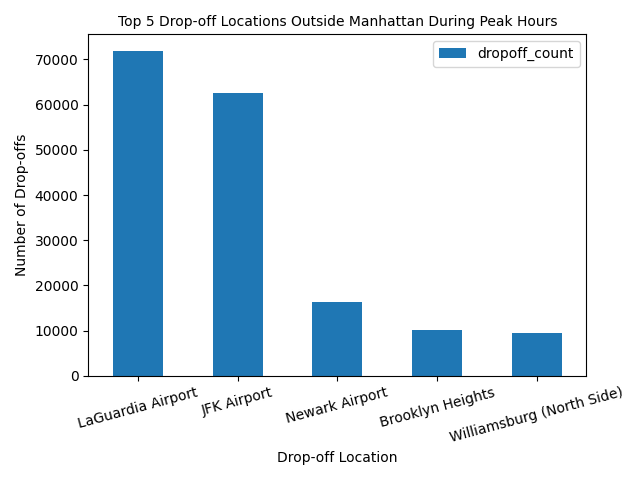 Top 5 Drop-off Locations Outside Manhattan During Peak Hours
dropoff_count
Number of Drop-offs
70000
60000
50000
40000
30000
20000
10000
0
LaGuardia Airport
JFK Airport
Newark Airport
Brooklyn Heights
Williamsburg (North Side)
Drop-off Location